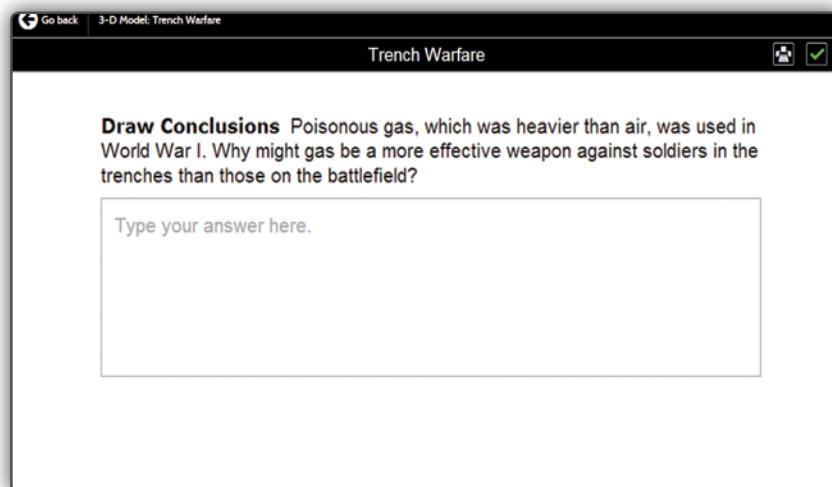 Go back 3-D Model: Trench Warfare
Trench Warfare
Draw Conclusions Poisonous gas, which was heavier than air, was used in
World War I. Why might gas be a more effective weapon against soldiers in the
trenches than those on the battlefield?
Type your answer here.